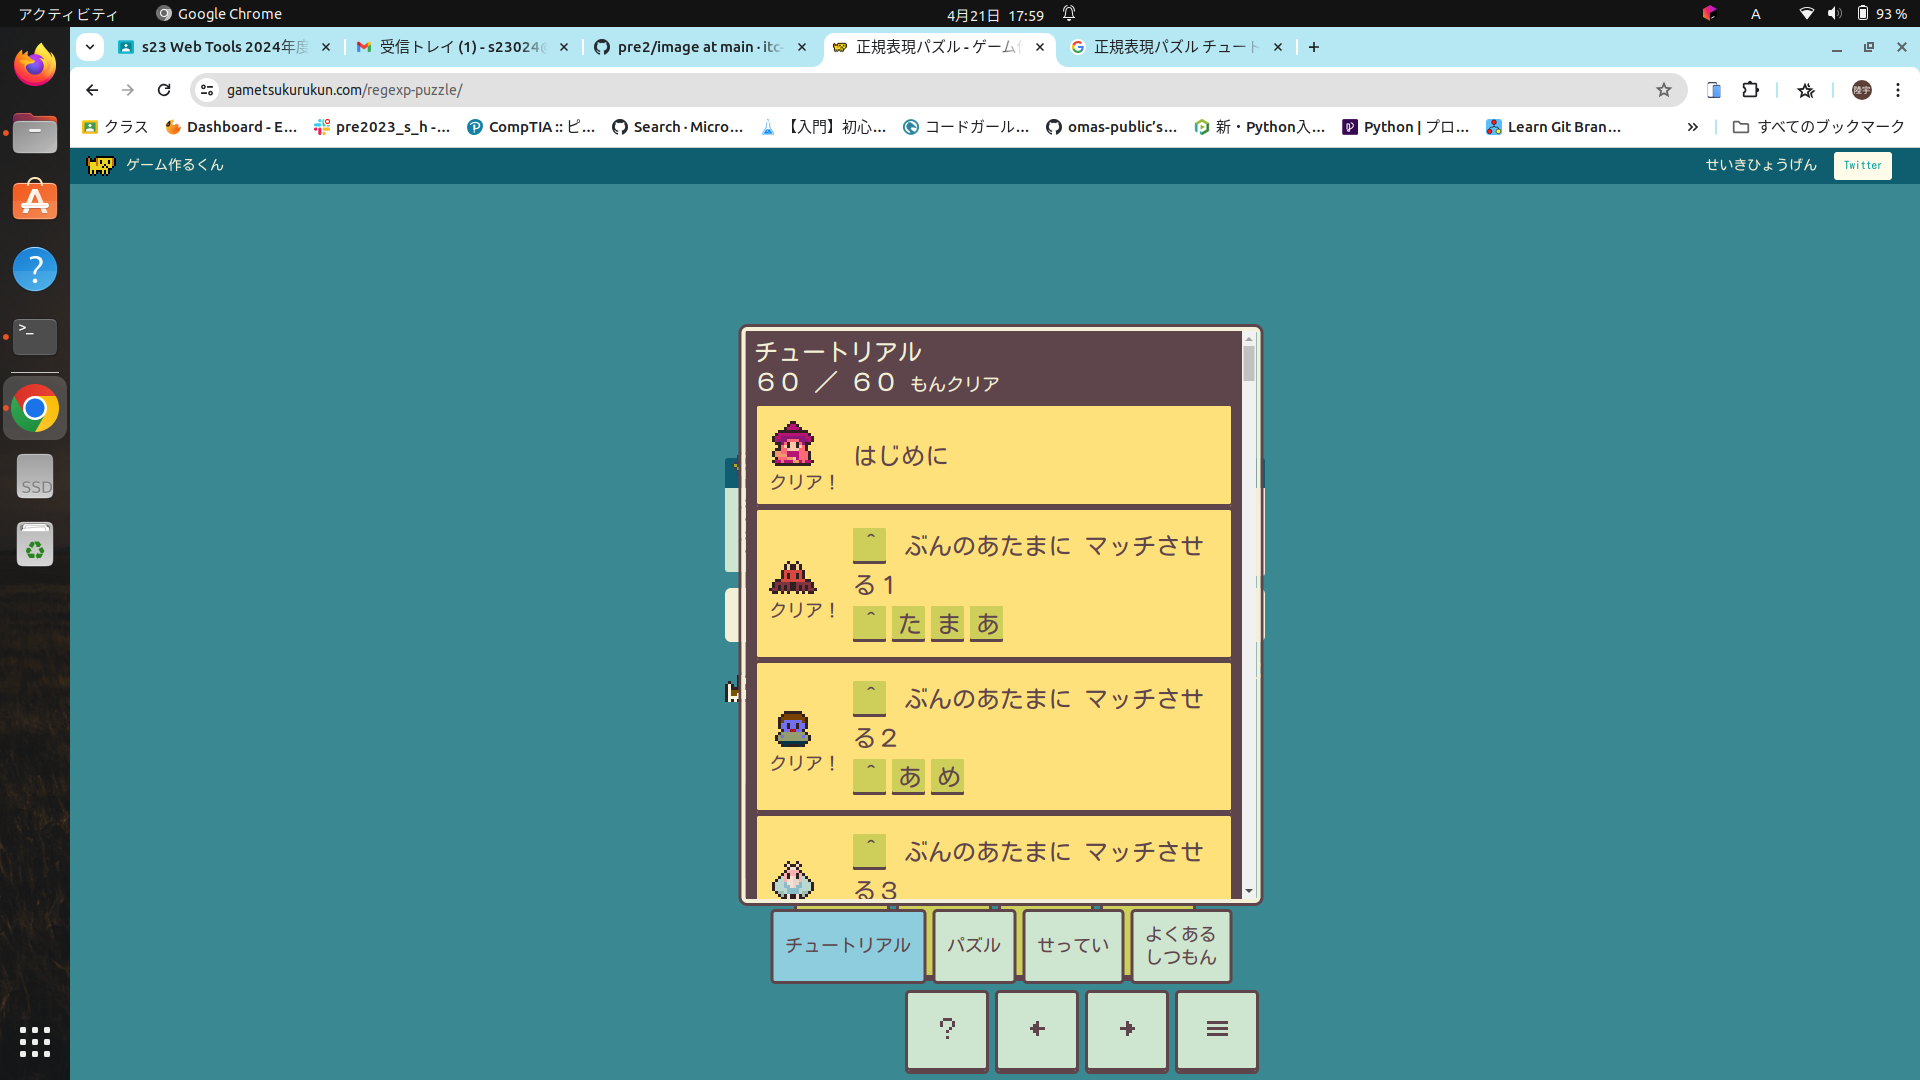 アクティビティ
Google Chrome
4月21日 17:59
A
93 %
s23 Web Tools 2024年度
受信トレイ (1) - s23024@
pre2/image at main · itc-
正規表現パズル - ゲーム作
正規表現パズル チュート
gametsukurukun.com/regexp-puzzle/
クラス
Dashboard - E...
pre2023_s_h -...
CompTIA :: ピ...
Search · Micro...
【入門】初心...
コードガール...
omas-public's...
新・Python入...
Python | プロ...
Learn Git Bran...
すべてのブックマーク
ゲーム作るくん
せいきひょうげん
Twitter
チュートリアル
60 ／ 60 もんクリア
はじめに
クリア！
^ ぶんのあたまに マッチさせ
る1
クリア！
^ た ま あ
^ ぶんのあたまに マッチさせ
る2
クリア！
^ あ め
^ ぶんのあたまに マッチさせ
る3
チュートリアル
パズル
せってい
よくある
しつもん
?
SSD